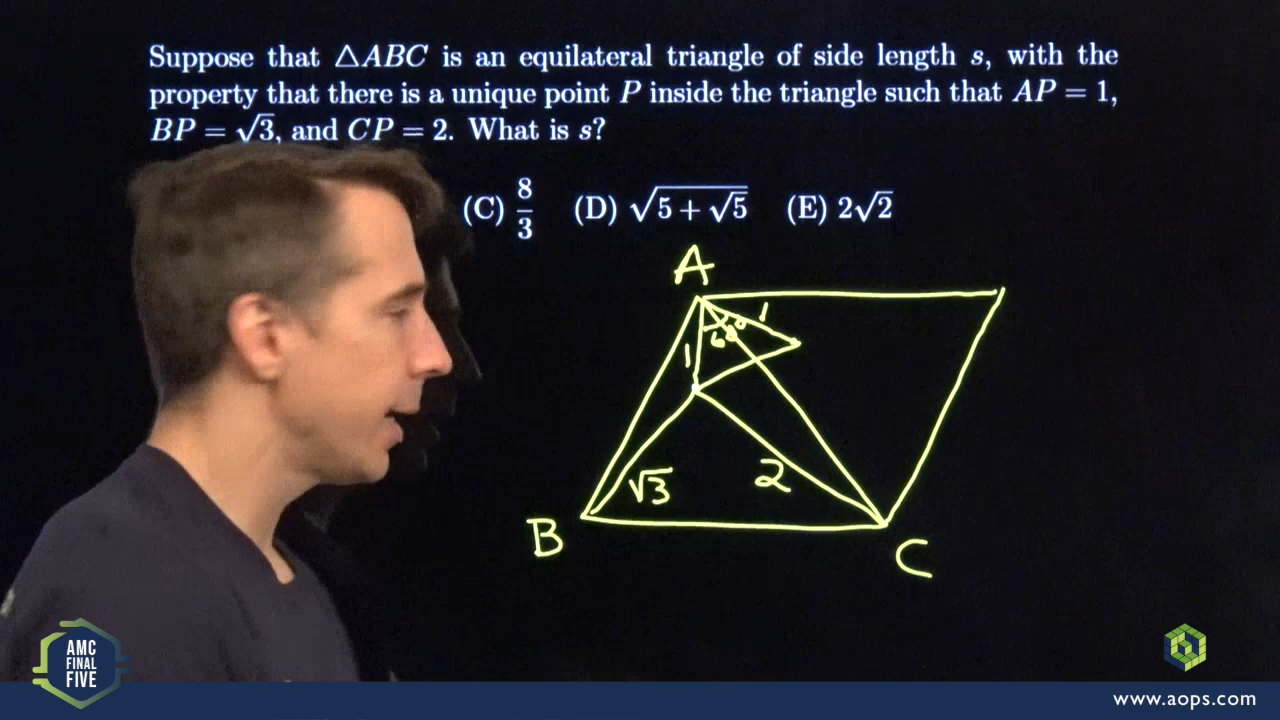 Suppose that △ABC is an equilateral triangle of side length s, with the
property that there is a unique point P inside the triangle such that AP = 1,
BP = √3, and CP = 2. What is s?
(C) 8/3 (D) √(5 + √5) (E) 2√2
A
1
60
1
√3
2
B
C
AMC
FINAL
FIVE
www.aops.com